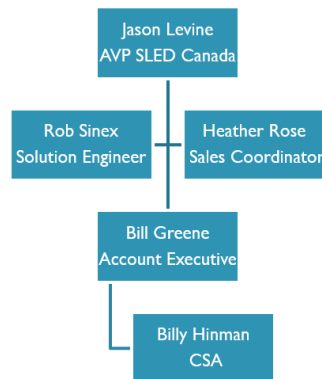 Jason Levine
AVP SLED Canada
Rob Sinex
Solution Engineer
Heather Rose
Sales Coordinator
Bill Greene
Account Executive
Billy Hinman
CSA